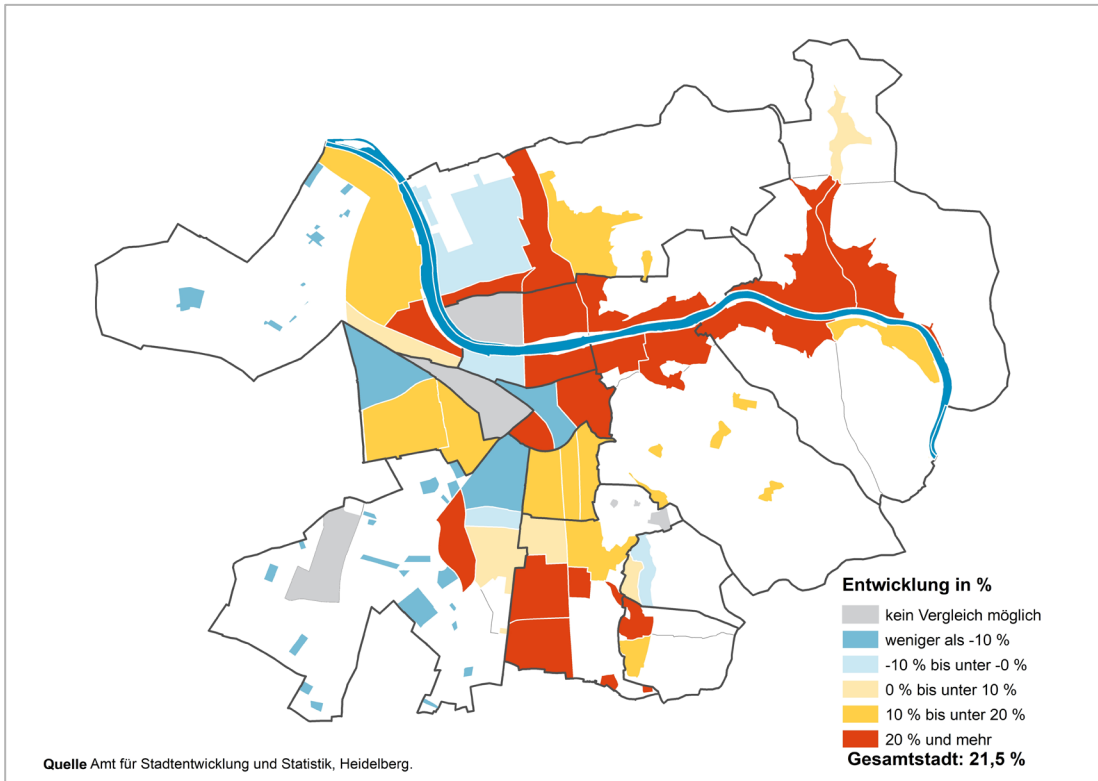 Entwicklung in %
kein Vergleich möglich
weniger als -10 %
-10 % bis unter -0 %
0 % bis unter 10 %
10 % bis unter 20 %
20 % und mehr
Gesamtstadt: 21,5 %
Quelle Amt für Stadtentwicklung und Statistik, Heidelberg.